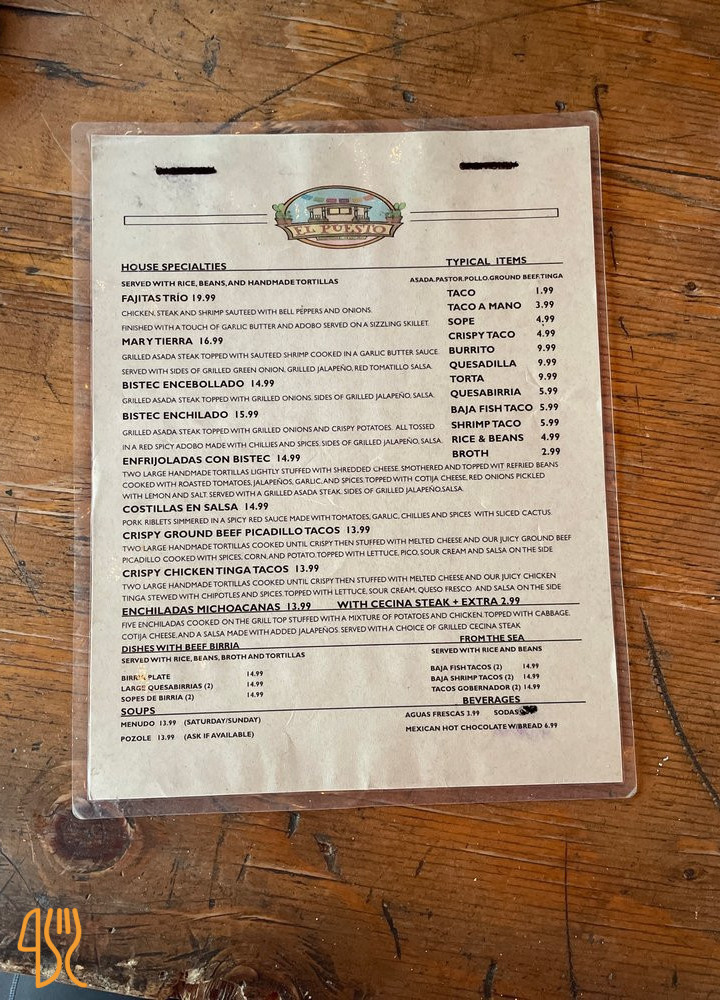 EL PUESTO
HOUSE SPECIALTIES
SERVED WITH RICE, BEANS, AND HANDMADE TORTILLAS
FAJITAS TRÍO 19.99
CHICKEN, STEAK AND SHRIMP SAUTEED WITH BELL PEPPERS AND ONIONS.
FINISHED WITH A TOUCH OF GARLIC BUTTER AND ADOBO SERVED ON A SIZZLING SKILLET.
MAR Y TIERRA 16.99
GRILLED ASADA STEAK TOPPED WITH SAUTEED SHRIMP COOKED IN A GARLIC BUTTER SAUCE.
SERVED WITH SIDES OF GRILLED GREEN ONION, GRILLED JALAPEÑO, RED TOMATILLO SALSA.
BISTEC ENCEBOLLADO 14.99
GRILLED ASADA STEAK TOPPED WITH GRILLED ONIONS. SIDES OF GRILLED JALAPEÑO, SALSA.
BISTEC ENCHILADO 15.99
GRILLED ASADA STEAK TOPPED WITH GRILLED ONIONS AND CRISPY POTATOES. ALL TOSSED
IN A RED SPICY ADOBO MADE WITH CHILLIES AND SPICES. SIDES OF GRILLED JALAPEÑO, SALSA.
TYPICAL ITEMS
ASADA.PASTOR.POLLO.GROUND BEEF.TINGA
TACO 1.99
TACO A MANO 3.99
SOPE 4.99
CRISPY TACO 4.99
BURRITO 9.99
QUESADILLA 9.99
TORTA 9.99
QUESABIRRIA 5.99
BAJA FISH TACO 5.99
SHRIMP TACO 5.99
RICE & BEANS 4.99
BROTH 2.99
ENFRIJOLADAS CON BISTEC 14.99
TWO LARGE HANDMADE TORTILLAS LIGHTLY STUFFED WITH SHREDDED CHEESE. SMOTHERED AND TOPPED WIT REFRIED BEANS
COOKED WITH ROASTED TOMATOES, JALAPEÑOS, GARLIC, AND SPICES.TOPPED WITH COTIJA CHEESE, RED ONIONS PICKLED
WITH LEMON AND SALT. SERVED WITH A GRILLED ASADA STEAK. SIDES OF GRILLED JALAPEÑO,SALSA.
COSTILLAS EN SALSA 14.99
PORK RIBLETS SIMMERED IN A SPICY RED SAUCE MADE WITH TOMATOES, GARLIC, CHILLIES AND SPICES WITH SLICED CACTUS.
CRISPY GROUND BEEF PICADILLO TACOS 13.99
TWO LARGE HANDMADE TORTILLAS COOKED UNTIL CRISPY THEN STUFFED WITH MELTED CHEESE AND OUR JUICY GROUND BEEF
PICADILLO COOKED WITH SPICES, CORN, AND POTATO.TOPPED WITH LETTUCE, PICO, SOUR CREAM AND SALSA ON THE SIDE
CRISPY CHICKEN TINGA TACOS 13.99
TWO LARGE HANDMADE TORTILLAS COOKED UNTIL CRISPY THEN STUFFED WITH MELTED CHEESE AND OUR JUICY CHICKEN
TINGA STEWED WITH CHIPOTLES AND SPICES.TOPPED WITH LETTUCE, SOUR CREAM, QUESO FRESCO AND SALSA ON THE SIDE
ENCHILADAS MICHOACANAS 13.99 WITH CECINA STEAK + EXTRA 2.99
FIVE ENCHILADAS COOKED ON THE GRILL TOP STUFFED WITH A MIXTURE OF POTATOES AND CHICKEN.TOPPED WITH CABBAGE,
COTIJA CHEESE, AND A SALSA MADE WITH ADDED JALAPEÑOS. SERVED WITH A CHOICE OF GRILLED CECINA STEAK
DISHES WITH BEEF BIRRIA
SERVED WITH RICE, BEANS, BROTH AND TORTILLAS
BIRRIA PLATE 14.99
LARGE QUESABIRRIAS (2) 14.99
SOPES DE BIRRIA (2) 14.99
FROM THE SEA
SERVED WITH RICE AND BEANS
BAJA FISH TACOS (2) 14.99
BAJA SHRIMP TACOS (2) 14.99
TACOS GOBERNADOR (2) 14.99
SOUPS
MENUDO 13.99 (SATURDAY/SUNDAY)
POZOLE 13.99 (ASK IF AVAILABLE)
BEVERAGES
AGUAS FRESCAS 3.99 SODAS
MEXICAN HOT CHOCOLATE W/BREAD 6.99